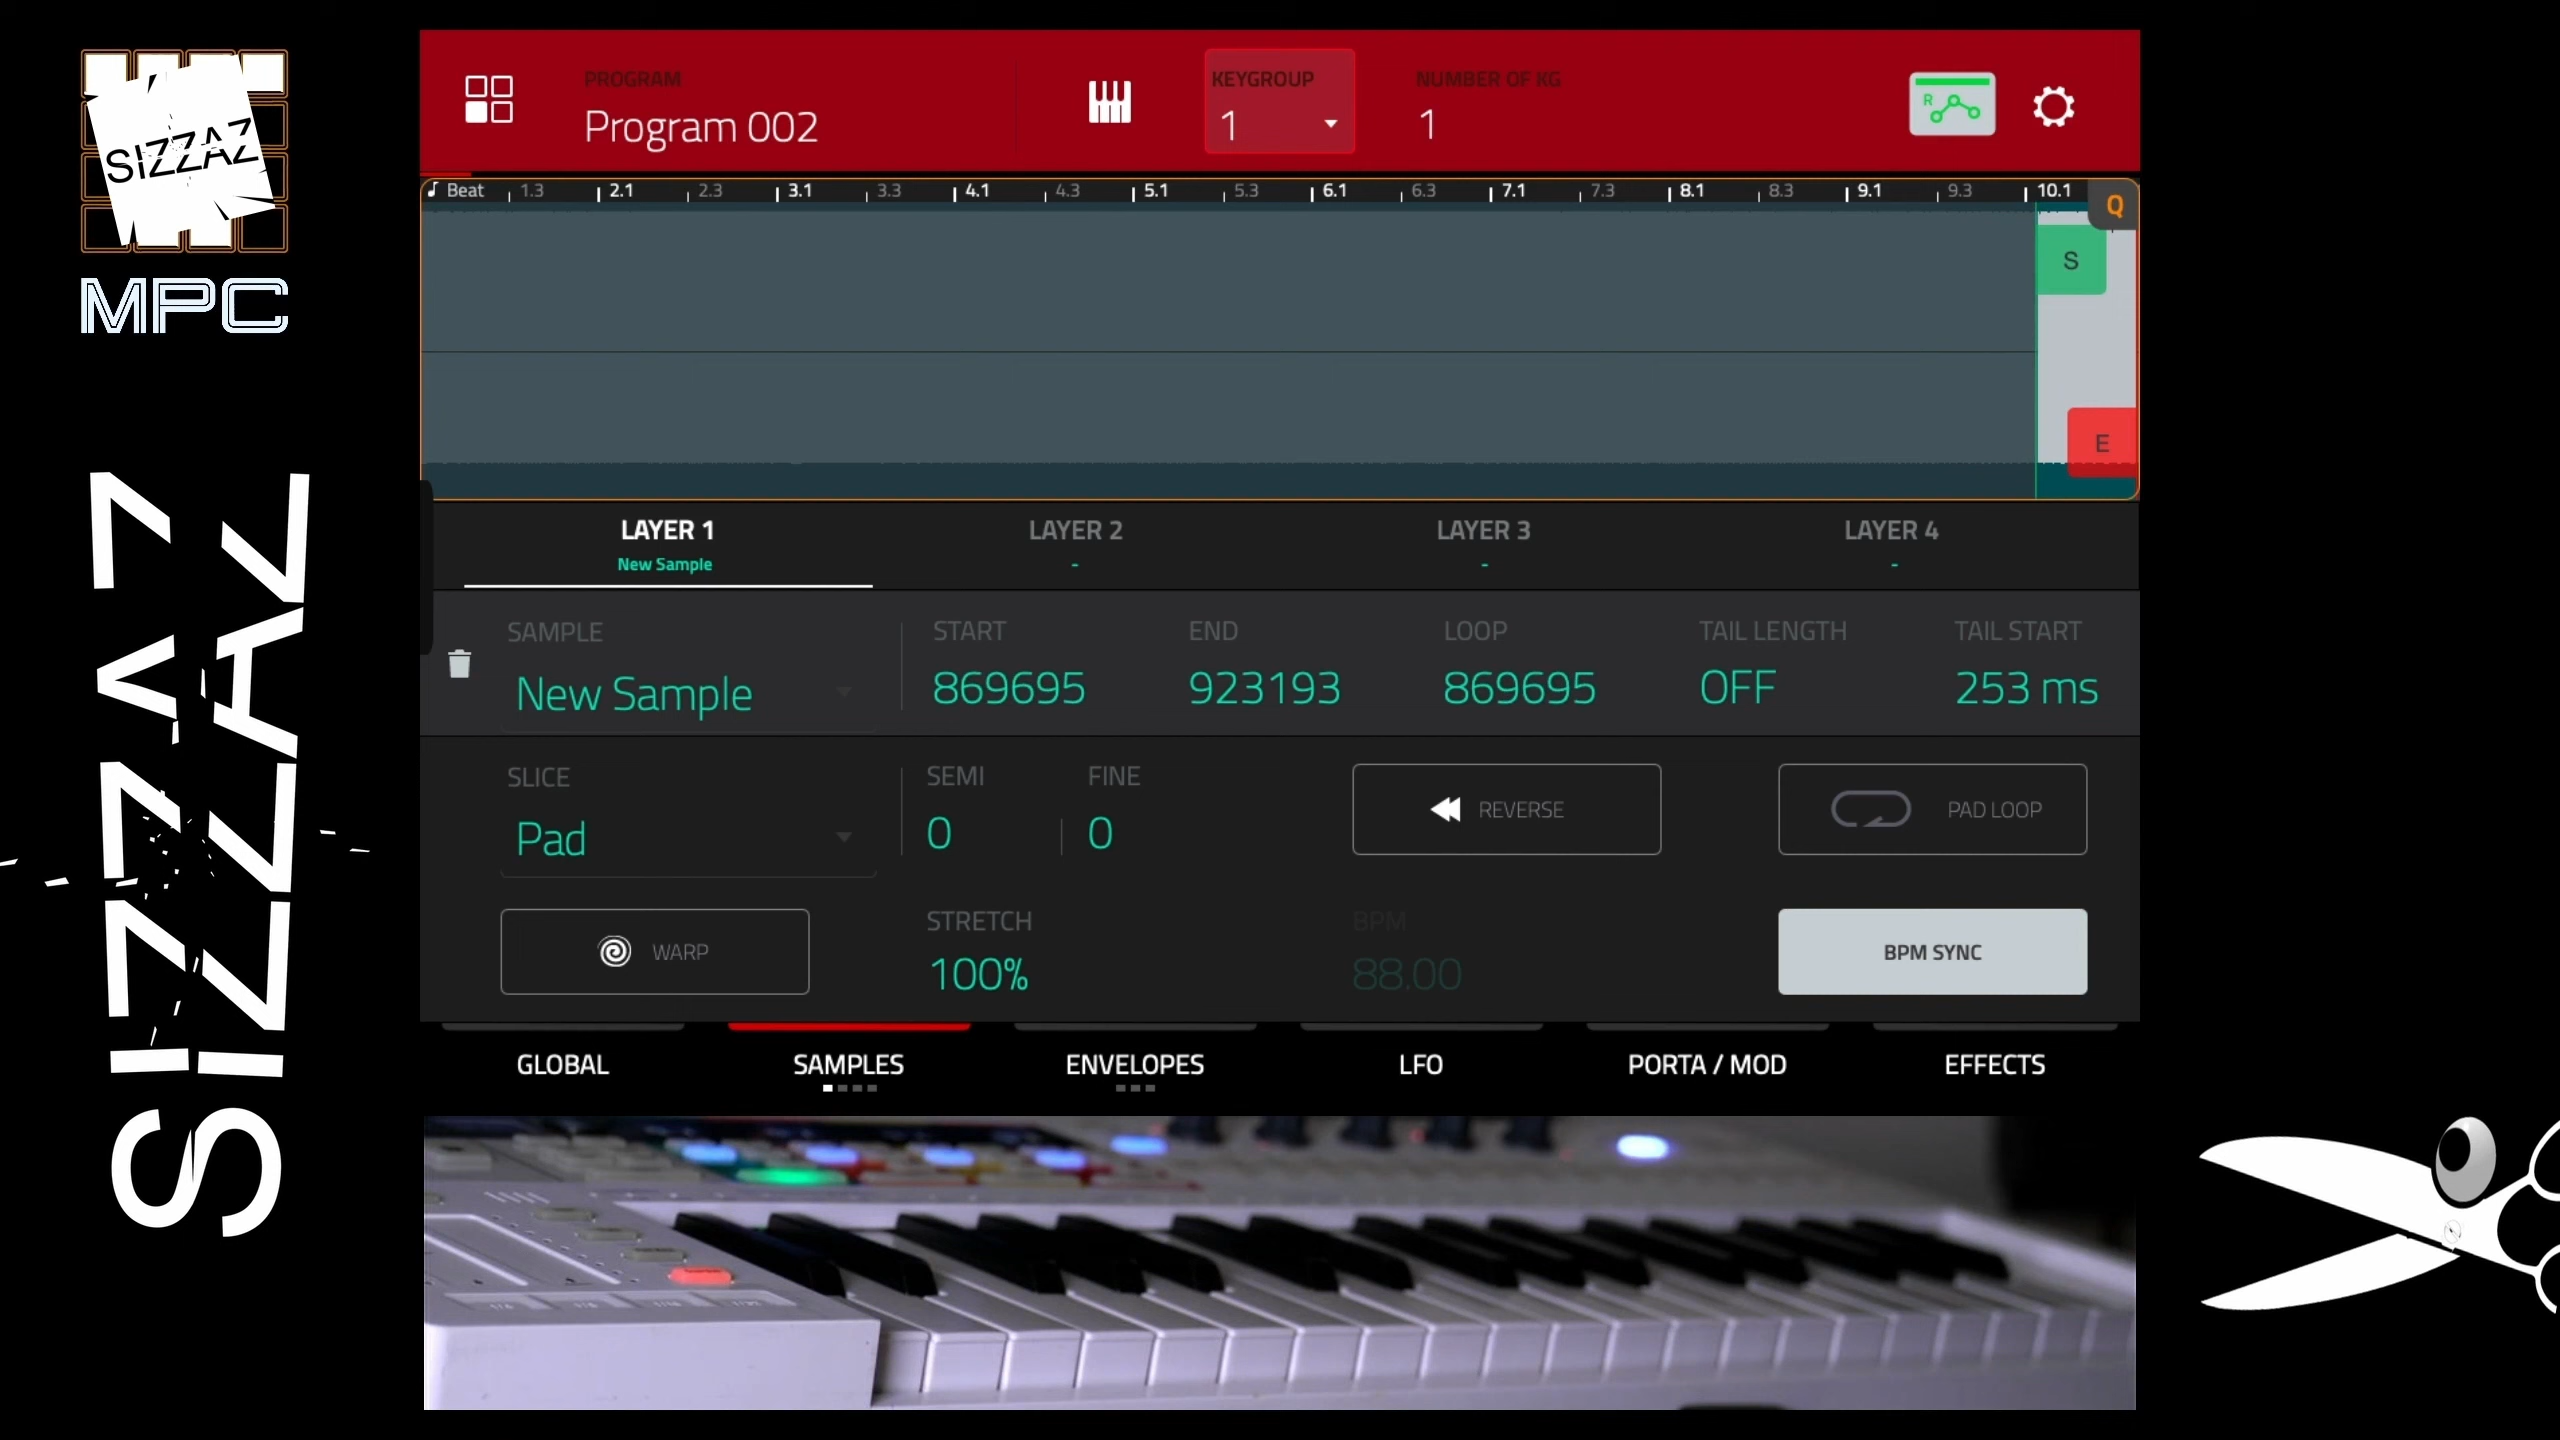 SIZZAZ
MPC
SIZZAZ
PROGRAM
Program 002
KEYGROUP
1
NUMBER OF KG
1
R
Beat 1.3 2.1 2.3 3.1 3.3 4.1 4.3 5.1 5.3 6.1 6.3 7.1 7.3 8.1 8.3 9.1 9.3 10.1
Q
S
E
LAYER 1 LAYER 2 LAYER 3 LAYER 4
New Sample - - -
SAMPLE START END LOOP TAIL LENGTH TAIL START
New Sample 869695 923193 869695 OFF 253 ms
SLICE SEMI FINE
Pad 0 0
REVERSE PAD LOOP
WARP
STRETCH BPM
100% 88.00
BPM SYNC
GLOBAL SAMPLES ENVELOPES LFO PORTA / MOD EFFECTS